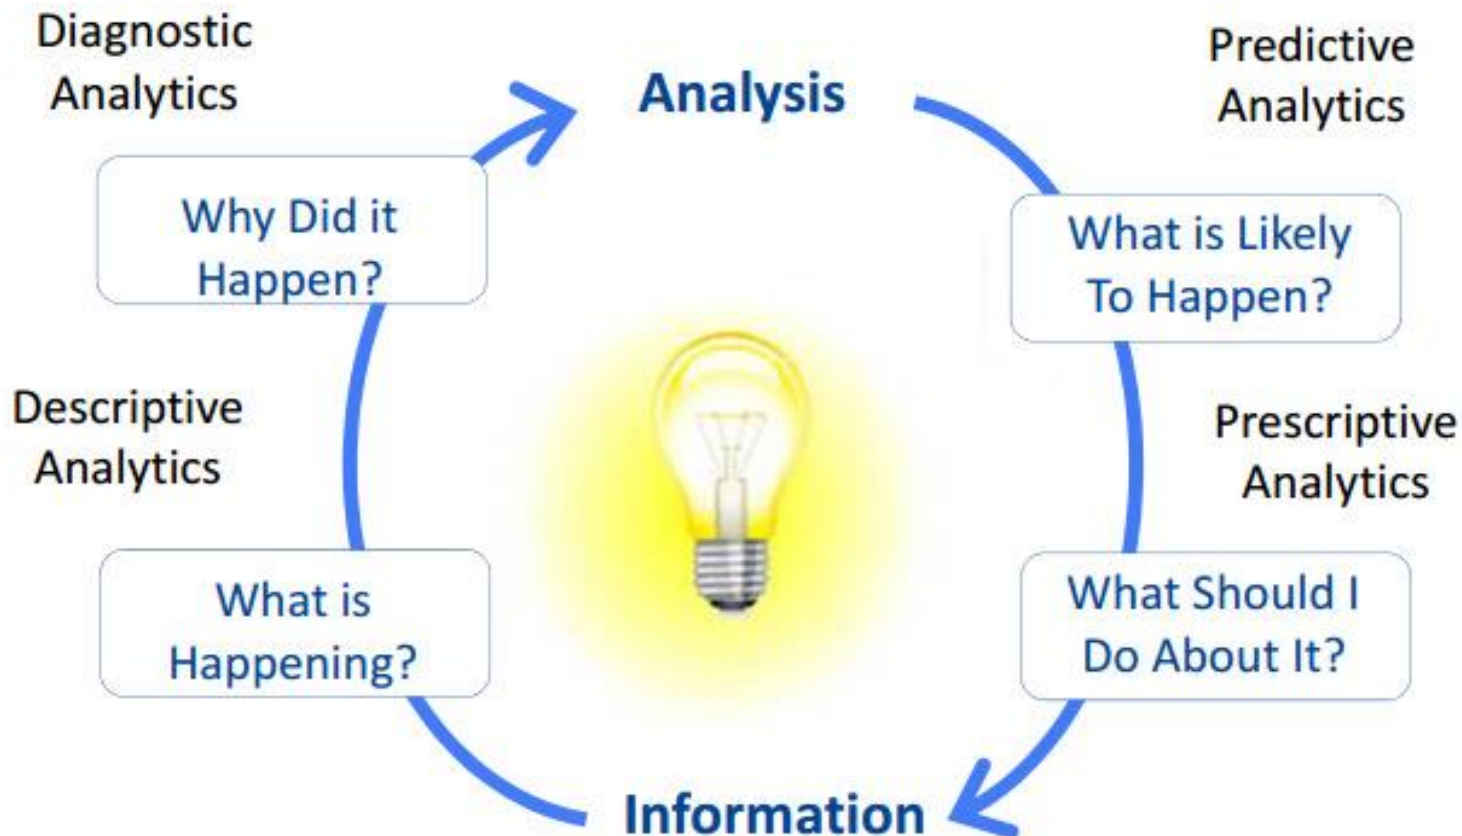 Diagnostic
Analytics
Why Did it
Happen?
Descriptive
Analytics
What is
Happening?
Analysis
Information
Predictive
Analytics
What is Likely
To Happen?
Prescriptive
Analytics
What Should I
Do About It?